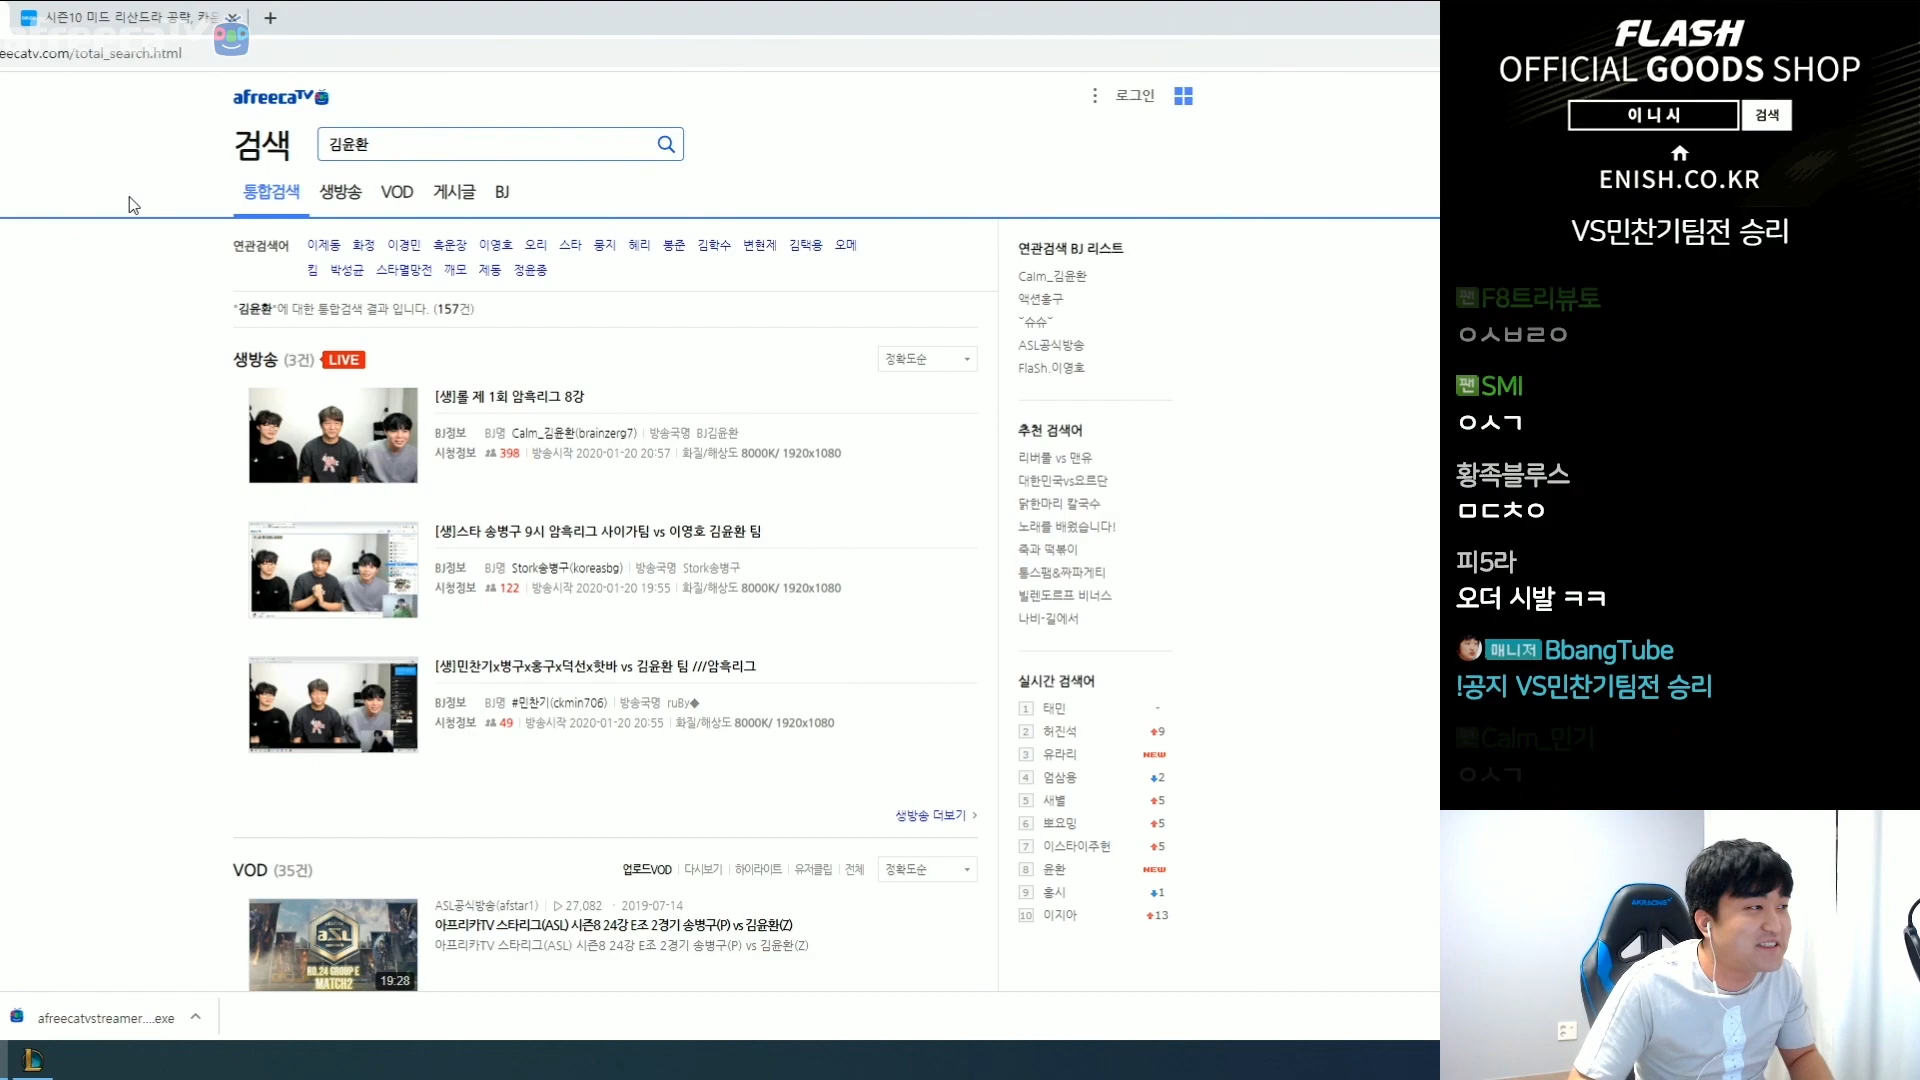 시즌10 미드 리산드라 공략, 카운
afreecaTV
eecatv.com/total_search.html
afreecaTV
로그인
검색
김윤환
통합검색 생방송 VOD 게시글 BJ
연관검색어 이제동 화정 이경민 흑운장 이영호 오리 스타 뭉지 혜리 봉준 김학수 변현제 김택용 오메
킴 박성균 스타멸망전 깨모 제동 정윤종
"김윤환"에 대한 통합검색 결과 입니다. (157건)
생방송 (3건) LIVE
정확도순
[생]롤 제 1회 암흑리그 8강
BJ정보 BJ명 Calm_김윤환(brainzerg7) | 방송국명 BJ김윤환
시청정보 398 | 방송시작 2020-01-20 20:57 | 화질/해상도 8000K/ 1920x1080
[생]스타 송병구 9시 암흑리그 사이가팀 vs 이영호 김윤환 팀
BJ정보 BJ명 Stork송병구(koreasbg) | 방송국명 Stork송병구
시청정보 122 | 방송시작 2020-01-20 19:55 | 화질/해상도 8000K/ 1920x1080
[생]민찬기x병구x홍구x덕선x핫바 vs 김윤환 팀 ///암흑리그
BJ정보 BJ명 #민찬기(ckmin706) | 방송국명 ruBy◆
시청정보 49 | 방송시작 2020-01-20 20:55 | 화질/해상도 8000K/ 1920x1080
생방송 더보기 >
VOD (35건)
업로드VOD | 다시보기 | 하이라이트 | 유저클립 | 전체
정확도순
ASL공식방송(afstar1) | ▷ 27,082 · 2019-07-14
아프리카TV 스타리그(ASL) 시즌8 24강 E조 2경기 송병구(P) vs 김윤환(Z)
아프리카TV 스타리그(ASL) 시즌8 24강 E조 2경기 송병구(P) vs 김윤환(Z)
ASL
RO.24 GROUP E
MATCH2
19:28
연관검색 BJ 리스트
Calm_김윤환
액션홍구
˘슈슈˘
ASL공식방송
FlaSh.이영호
추천 검색어
리버풀 vs 맨유
대한민국vs요르단
닭한마리 칼국수
노래를 배웠습니다!
죽과 떡볶이
통스팸&짜파게티
빌렌도르프 비너스
나비-길에서
실시간 검색어
1 태민 -
2 허진석 9
3 유라리 NEW
4 엄삼용 2
5 새별 5
6 뽀요밍 5
7 이스타이주헌 5
8 윤환 NEW
9 홍시 1
10 이지아 13
afreecatvstreamer....exe
FLASH
OFFICIAL GOODS SHOP
이니시 검색
ENISH.CO.KR
VS민찬기팀전 승리
팬 F8트리뷰토
ㅇㅅㅂㄹㅇ
팬 SMI
ㅇㅅㄱ
황족블루스
ㅁㄷㅊㅇ
피5라
오더 시발 ㅋㅋ
매니저 BbangTube
!공지 VS민찬기팀전 승리
Calm_민기
ㅇㅅㄱ
AKRACING